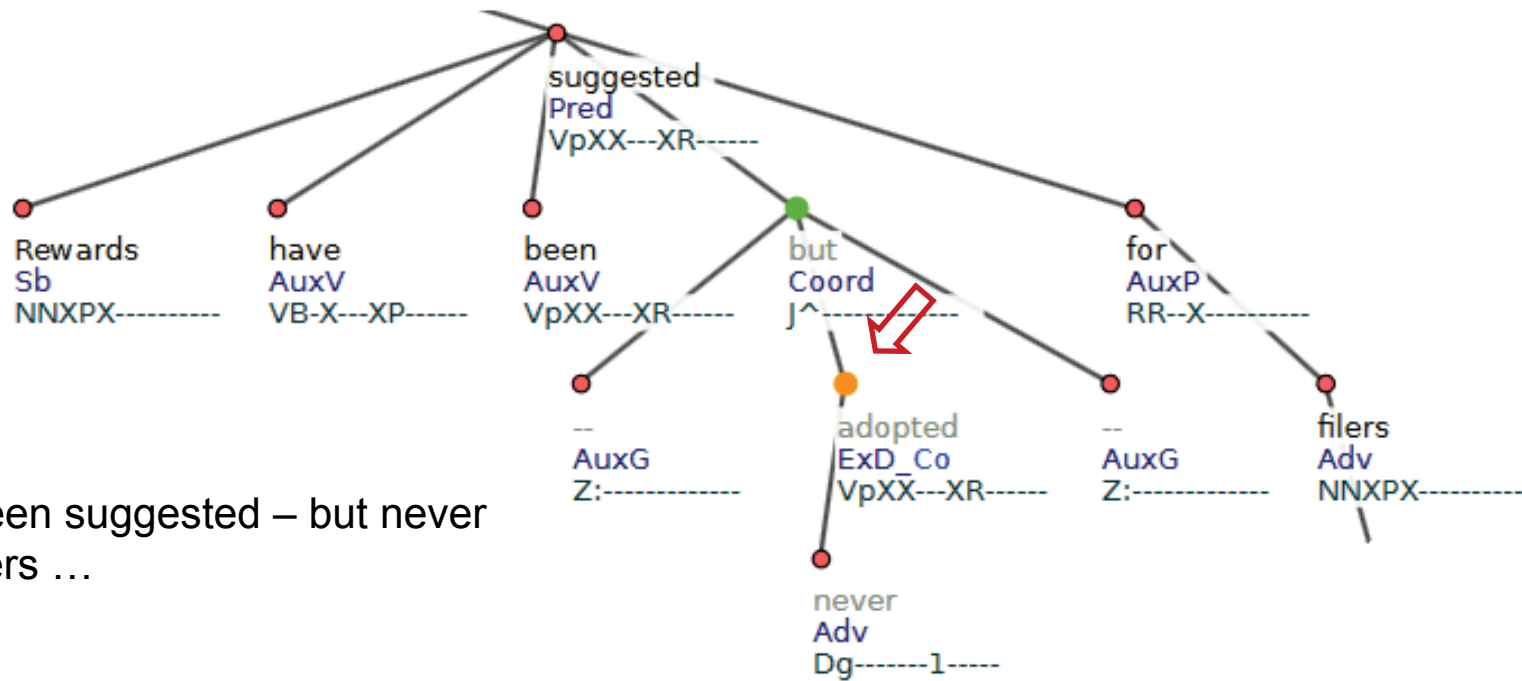 suggested
Pred
VpXX---XR------
Rewards have been but for
Sb AuxV AuxV Coord AuxP
NNXPX---------- VB-X---XP------ VpXX---XR------ J^------------- RR--X----------
-- adopted -- filers
AuxG ExD_Co AuxG Adv
Z:------------- VpXX---XR------ Z:------------- NNXPX----------
een suggested – but never
ers …
never
Adv
Dg-------1-----